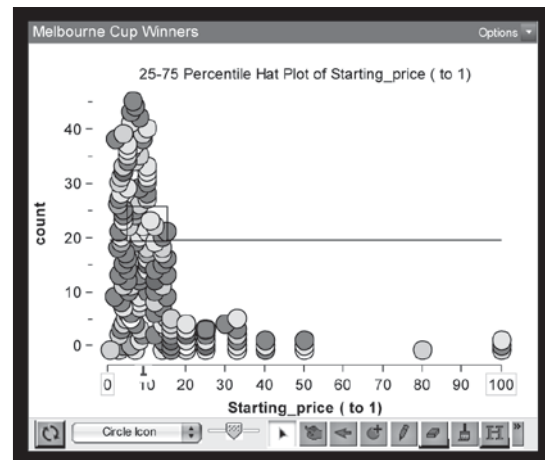 Melbourne Cup Winners Options
25-75 Percentile Hat Plot of Starting_price ( to 1)
count
40
30
20
10
0
0 10 20 30 40 50 60 70 80 90 100
Starting_price ( to 1)
Circle Icon